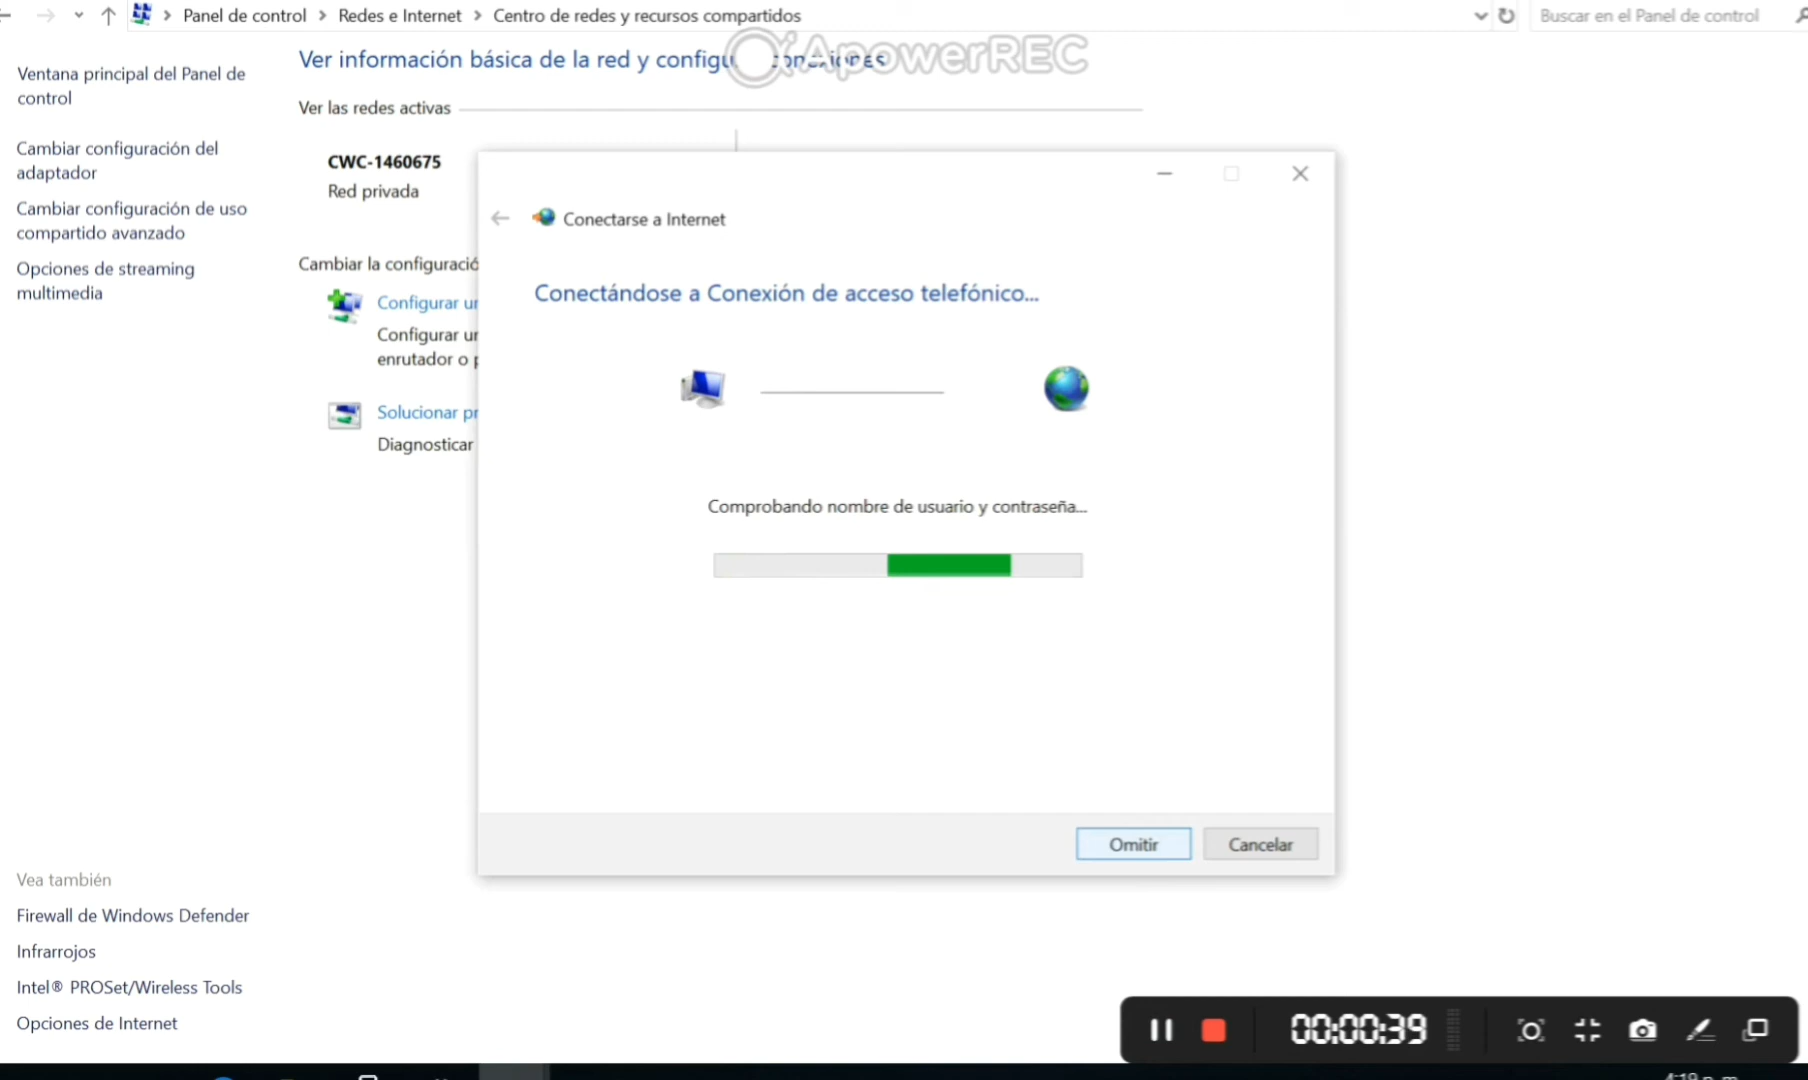 Panel de control > Redes e Internet > Centro de redes y recursos compartidos
Buscar en el Panel de control
Ventana principal del Panel de
control
Cambiar configuración del
adaptador
Cambiar configuración de uso
compartido avanzado
Opciones de streaming
multimedia
Ver información básica de la red y configu
ApowerREC
Ver las redes activas
CWC-1460675
Red privada
Cambiar la configuració
Configurar un
Configurar un
enrutador o p
Solucionar pr
Diagnosticar
Conectarse a Internet
Conectándose a Conexión de acceso telefónico...
Comprobando nombre de usuario y contraseña...
Omitir
Cancelar
Vea también
Firewall de Windows Defender
Infrarrojos
Intel® PROSet/Wireless Tools
Opciones de Internet
00:00:39